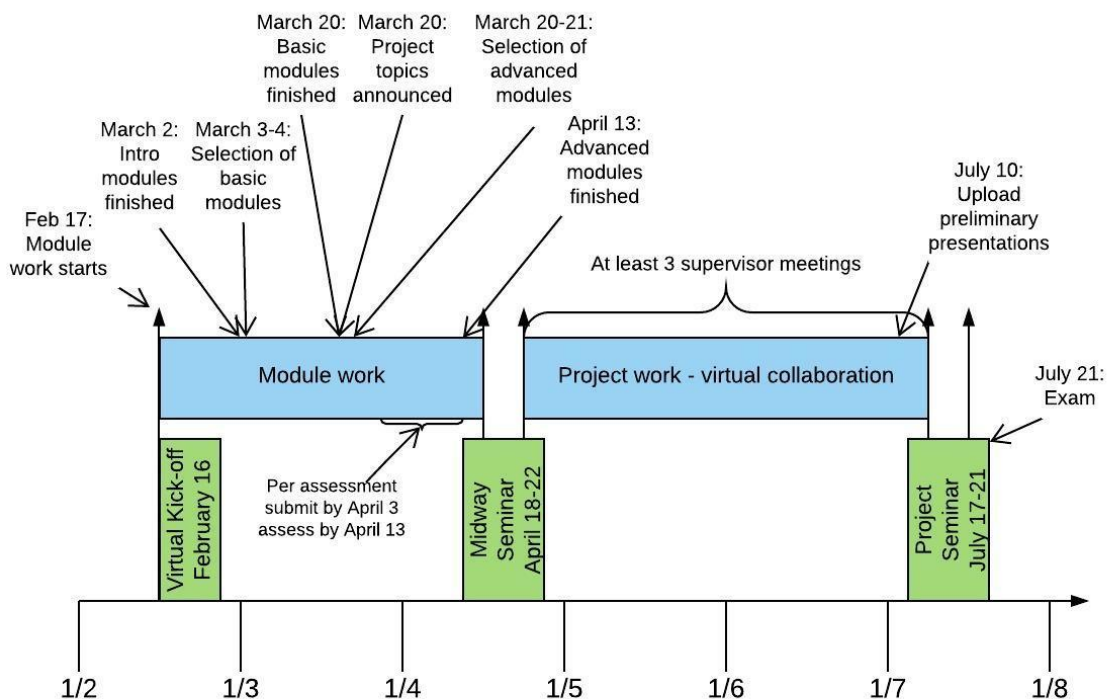 March 20:
Basic
modules
finished
March 20:
Project
topics
announced
March 20-21:
Selection of
advanced
modules
March 2:
Intro
modules
finished
March 3-4:
Selection of
basic
modules
April 13:
Advanced
modules
finished
July 10:
Upload
preliminary
presentations
Feb 17:
Module
work starts
At least 3 supervisor meetings
Module work
Project work - virtual collaboration
July 21:
Exam
Per assessment
submit by April 3
assess by April 13
Virtual Kick-off
February 16
Midway
Seminar
April 18-22
Project
Seminar
July 17-21
1/2
1/3
1/4
1/5
1/6
1/7
1/8